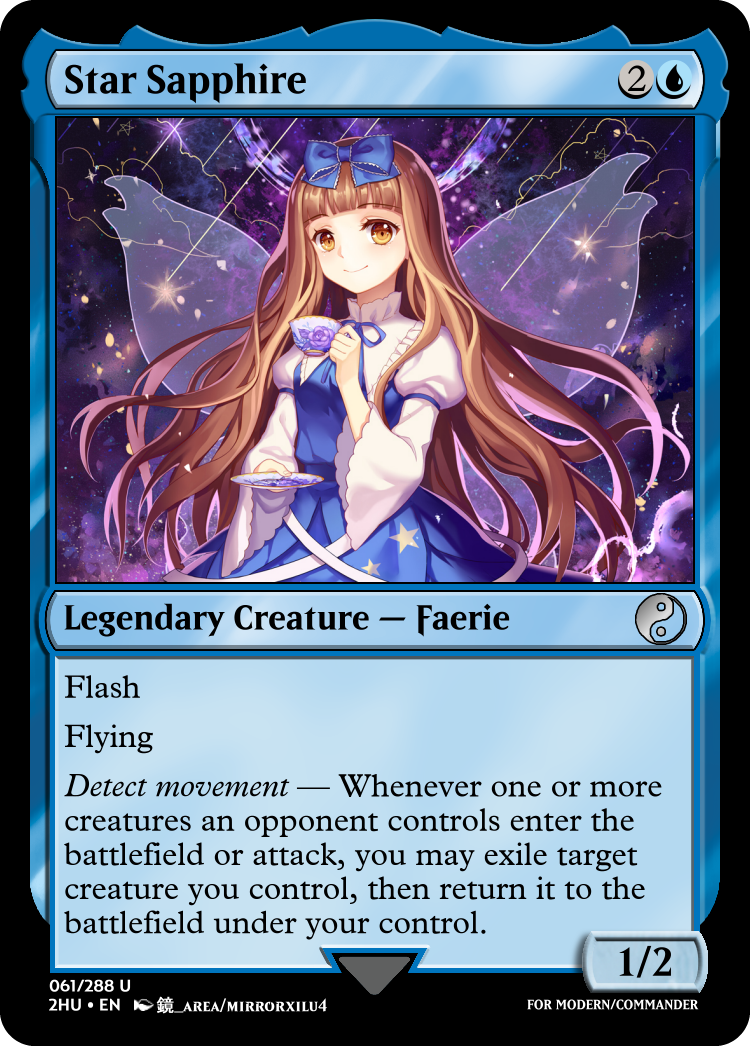 Star Sapphire 2
Legendary Creature — Faerie
Flash
Flying
Detect movement — Whenever one or more
creatures an opponent controls enter the
battlefield or attack, you may exile target
creature you control, then return it to the
battlefield under your control.
1/2
061/288 U
2HU • EN 鏡_AREA/MIRRORXILU4
FOR MODERN/COMMANDER